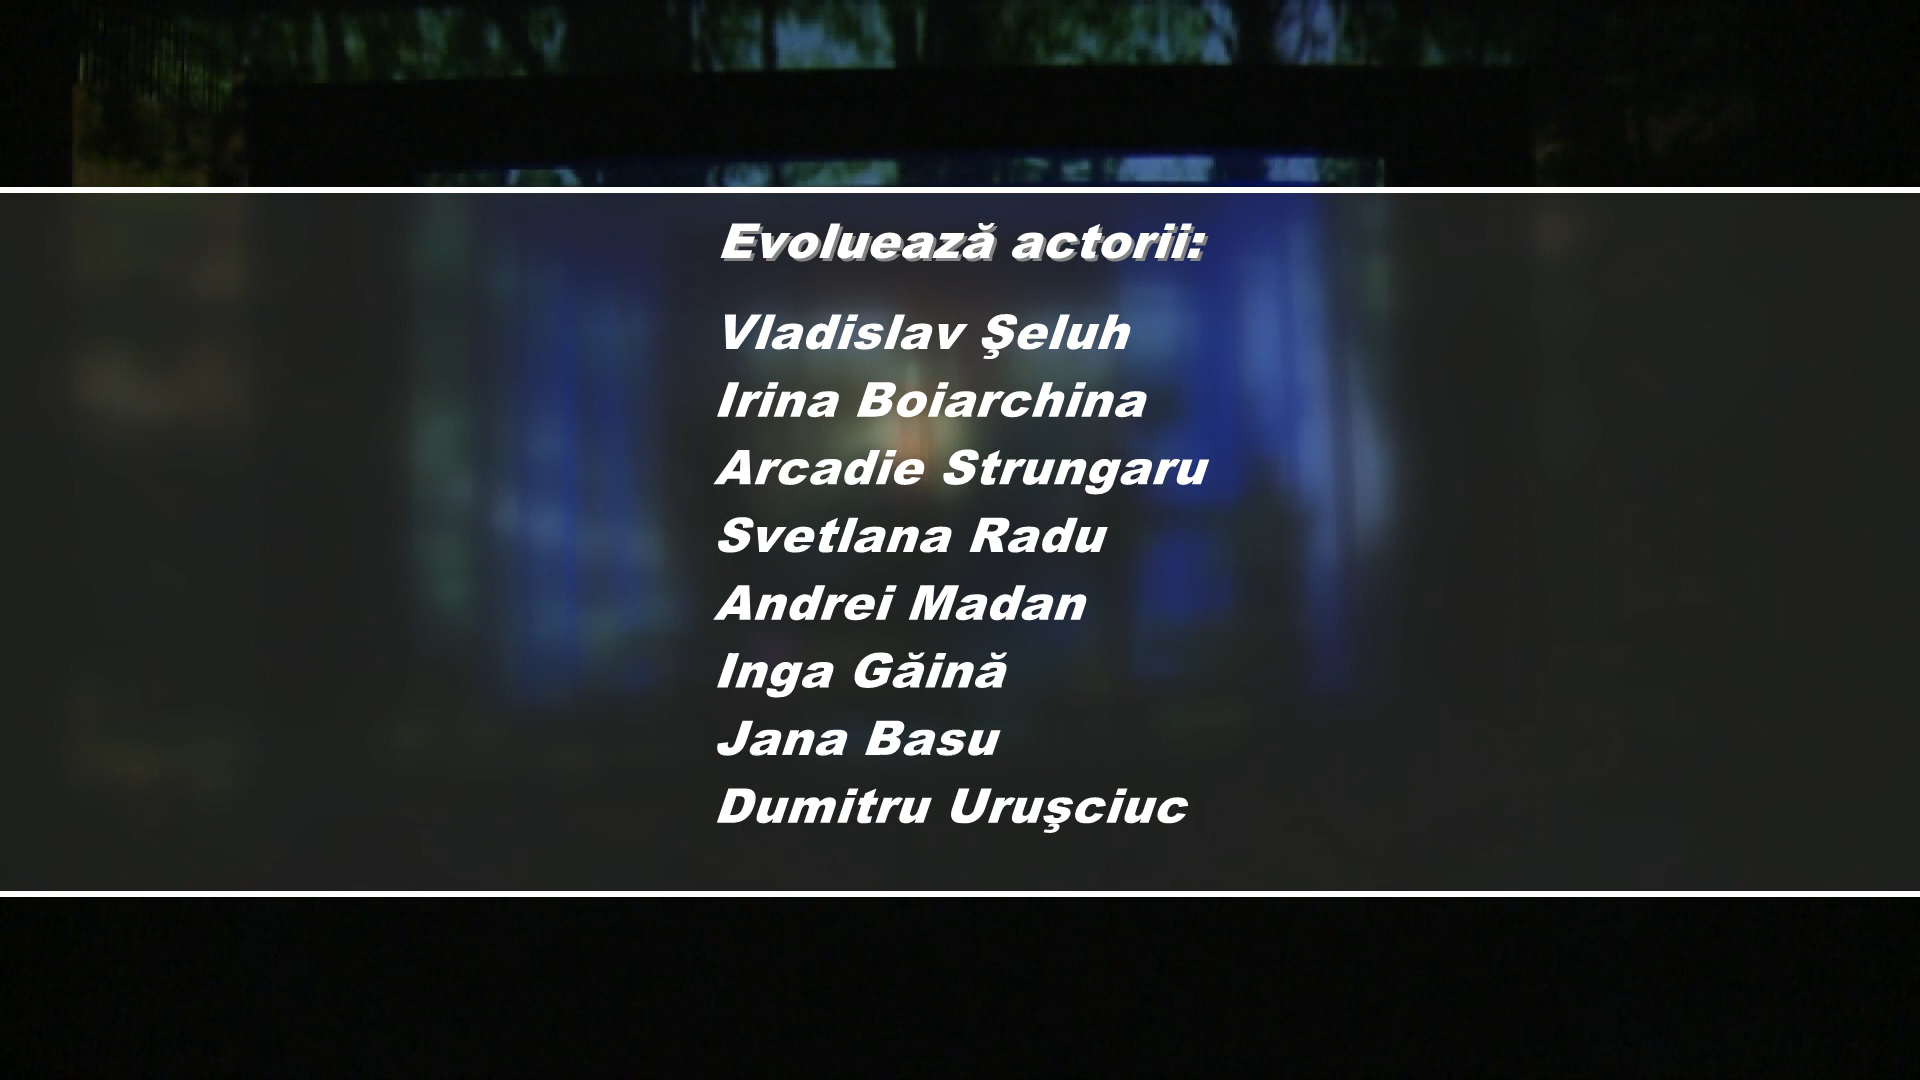 Evoluează actorii:
Vladislav Şeluh
Irina Boiarchina
Arcadie Strungaru
Svetlana Radu
Andrei Madan
Inga Găină
Jana Basu
Dumitru Uruşciuc